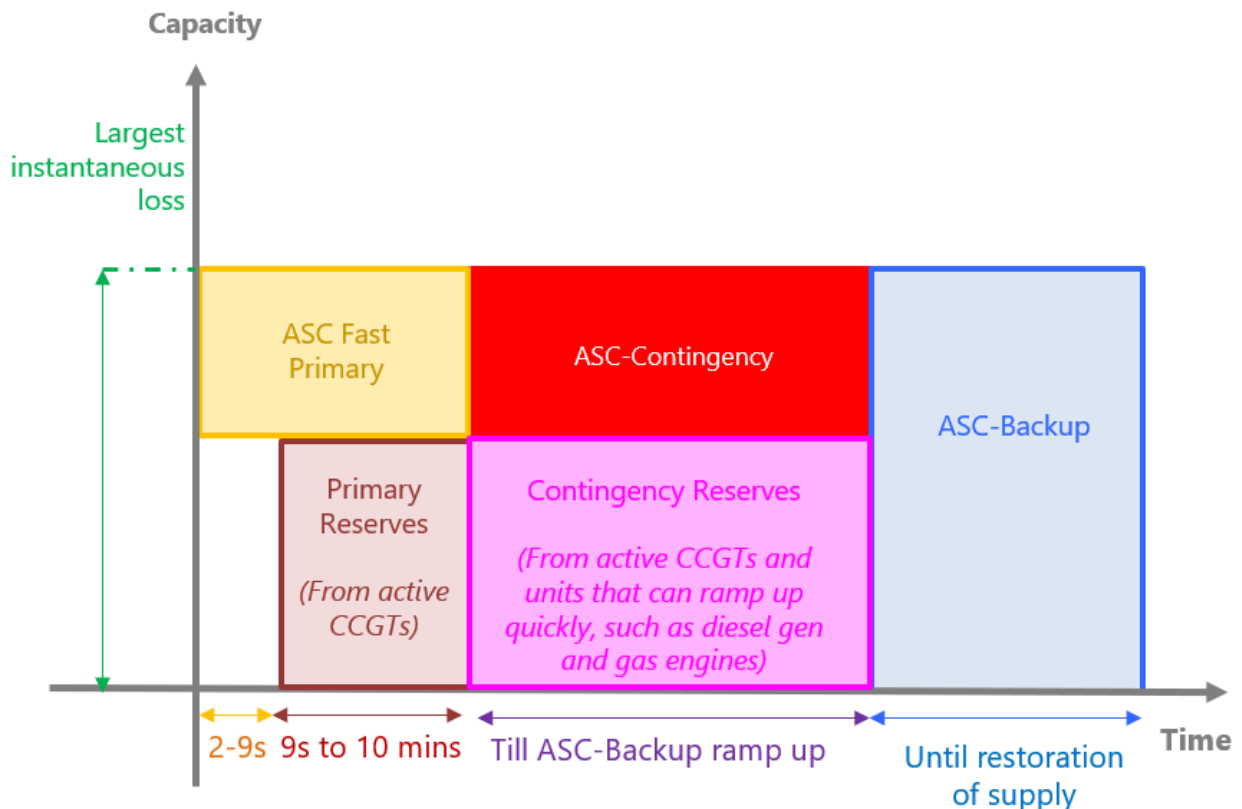 Capacity
Largest
instantaneous
loss
ASC Fast
Primary
ASC-Contingency
ASC-Backup
Primary
Reserves
(From active
CCGTs)
Contingency Reserves
(From active CCGTs and
units that can ramp up
quickly, such as diesel gen
and gas engines)
2-9s
9s to 10 mins
Till ASC-Backup ramp up
Until restoration
of supply
Time